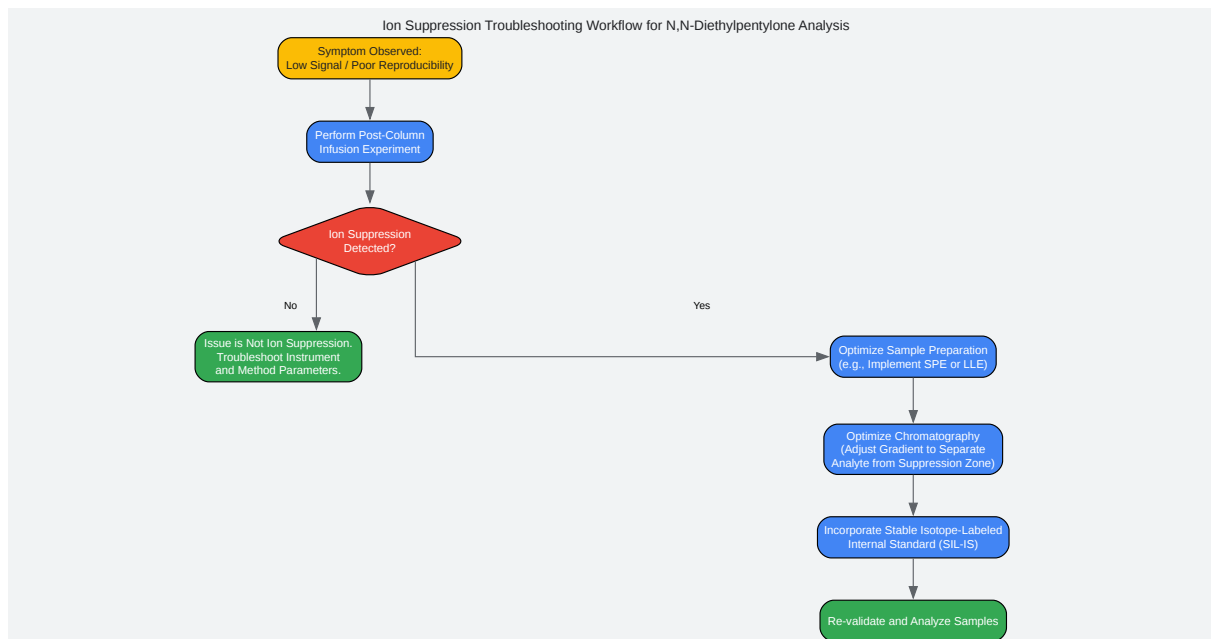 Ion Suppression Troubleshooting Workflow for N,N-Diethylpentylone Analysis
Symptom Observed:
Low Signal / Poor Reproducibility
Perform Post-Column
Infusion Experiment
Ion Suppression
Detected?
No
Yes
Issue is Not Ion Suppression.
Troubleshoot Instrument
and Method Parameters.
Optimize Sample Preparation
(e.g., Implement SPE or LLE)
Optimize Chromatography
(Adjust Gradient to Separate
Analyte from Suppression Zone)
Incorporate Stable Isotope-Labeled
Internal Standard (SIL-IS)
Re-validate and Analyze Samples